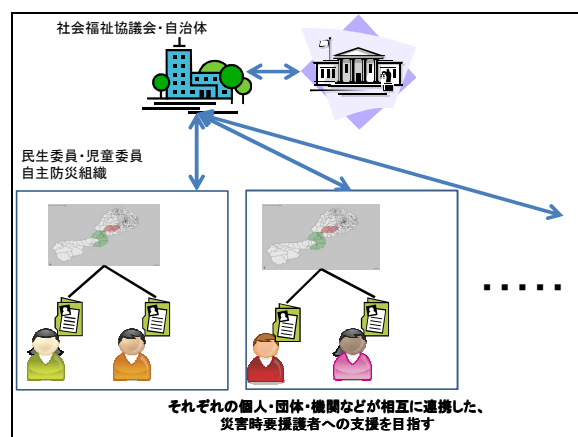 社会福祉協議会・自治体
民生委員・児童委員
自主防災組織
・・・・・
それぞれの個人・団体・機関などが相互に連携した、
災害時要援護者への支援を目指す